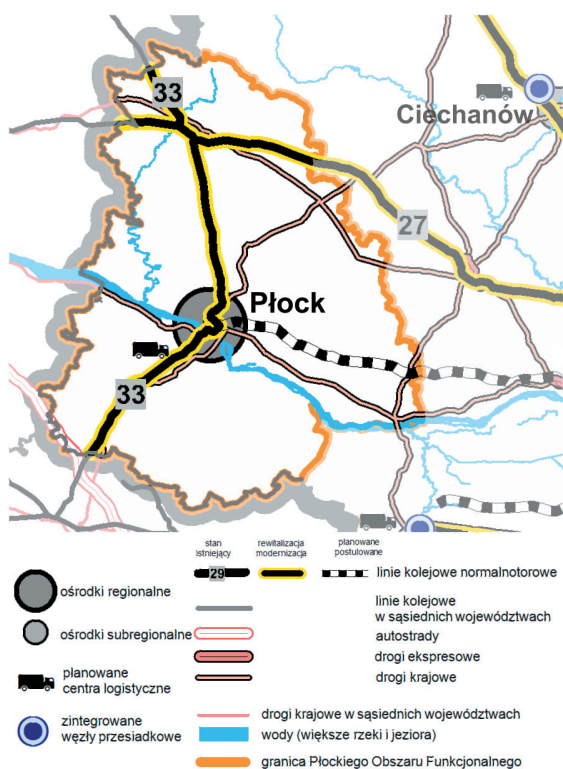 33
Ciechanów
27
Płock
33
stan
istniejący
rewitalizacja
modernizacja
planowane
postulowane
29
linie kolejowe normalnotorowe
ośrodki regionalne
linie kolejowe
w sąsiednich województwach
ośrodki subregionalne
autostrady
drogi ekspresowe
planowane
centra logistyczne
drogi krajowe
zintegrowane
węzły przesiadkowe
drogi krajowe w sąsiednich województwach
wody (większe rzeki i jeziora)
granica Płockiego Obszaru Funkcjonalnego